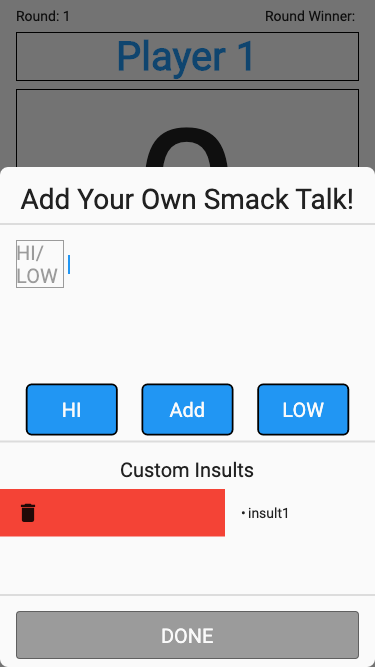 Round: 1
Round Winner:
Player 1
Add Your Own Smack Talk!
HI/
LOW
HI
Add
LOW
Custom Insults
• insult1
DONE